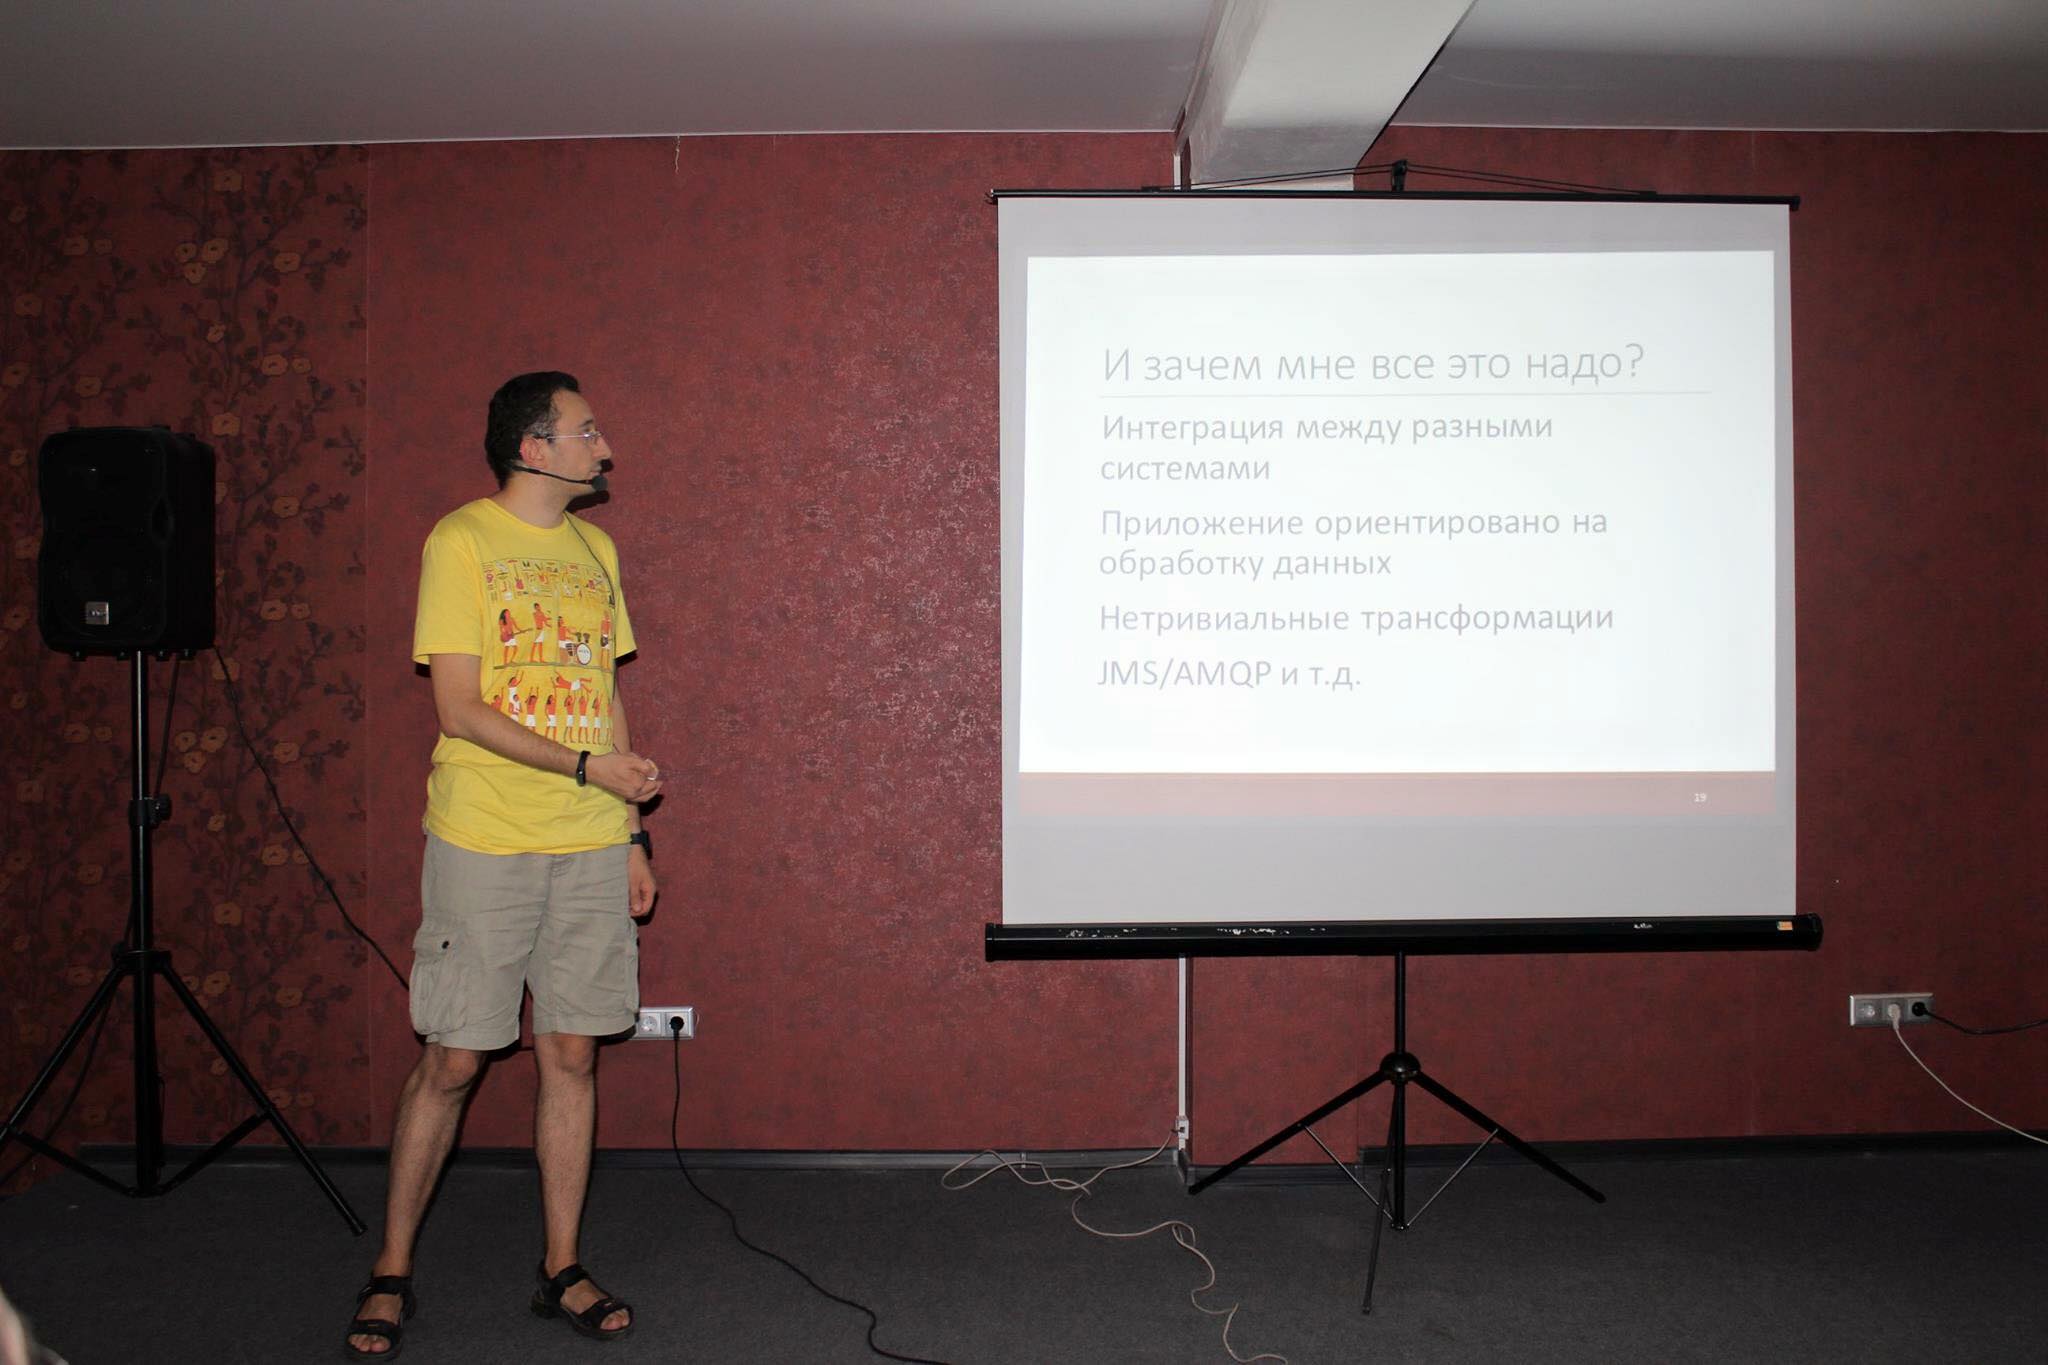 И зачем мне все это надо?
Интеграция между разными
системами
Приложение ориентировано на
обработку данных
Нетривиальные трансформации
JMS/AMQP и т.д.
19